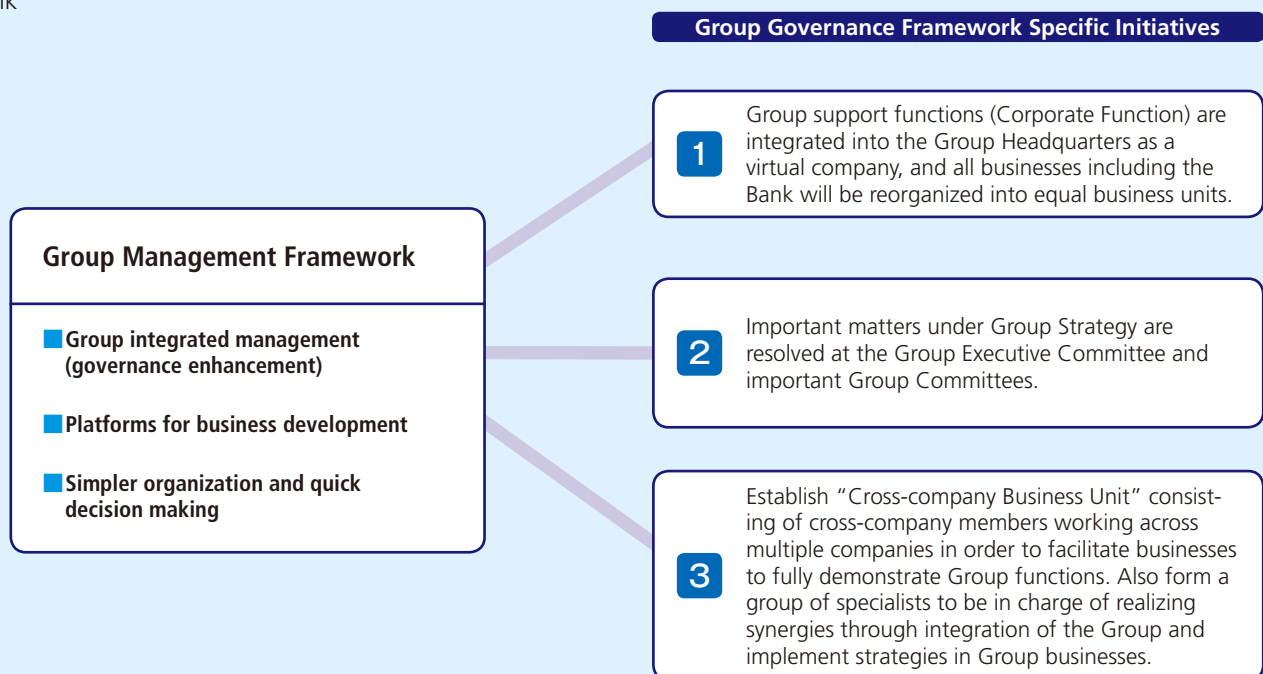 Group Governance Framework Specific Initiatives
Group Management Framework
Group integrated management
(governance enhancement)
Platforms for business development
Simpler organization and quick
decision making
1
Group support functions (Corporate Function) are
integrated into the Group Headquarters as a
virtual company, and all businesses including the
Bank will be reorganized into equal business units.
2
Important matters under Group Strategy are
resolved at the Group Executive Committee and
important Group Committees.
3
Establish “Cross-company Business Unit” consist-
ing of cross-company members working across
multiple companies in order to facilitate businesses
to fully demonstrate Group functions. Also form a
group of specialists to be in charge of realizing
synergies through integration of the Group and
implement strategies in Group businesses.